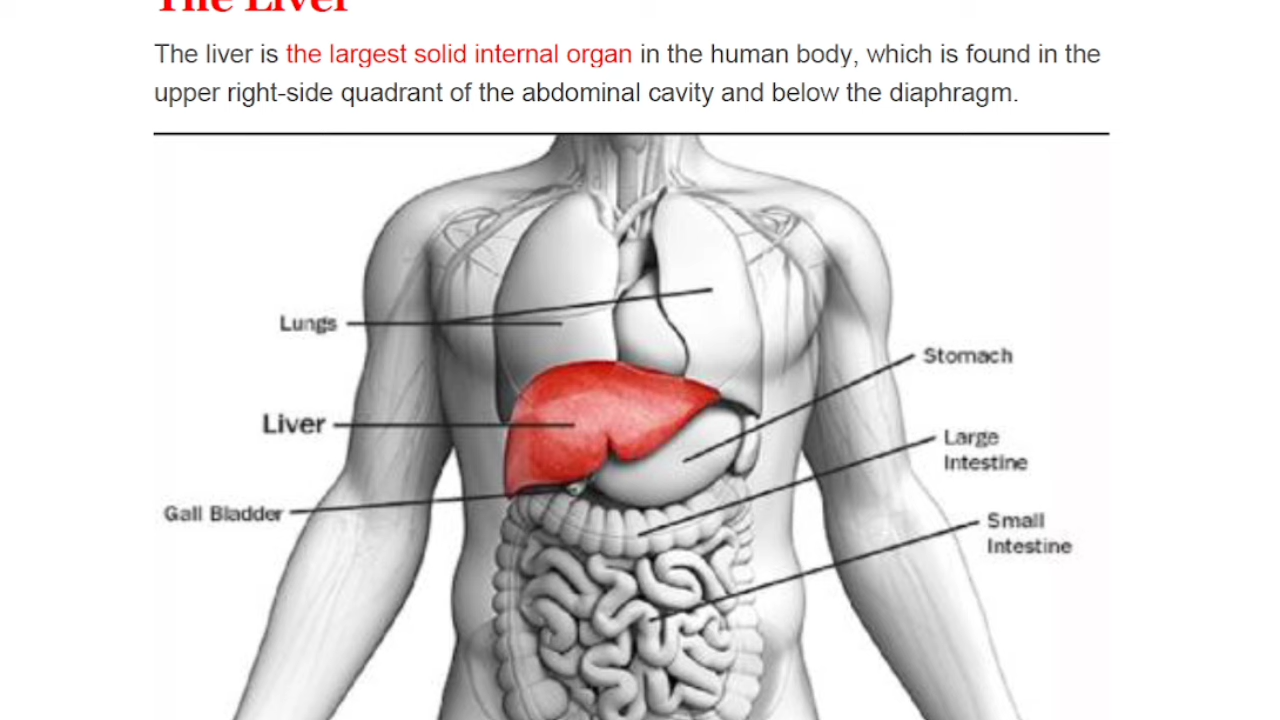 The Liver
The liver is the largest solid internal organ in the human body, which is found in the
upper right-side quadrant of the abdominal cavity and below the diaphragm.
Lungs
Stomach
Liver
Large
Intestine
Gall Bladder
Small
Intestine